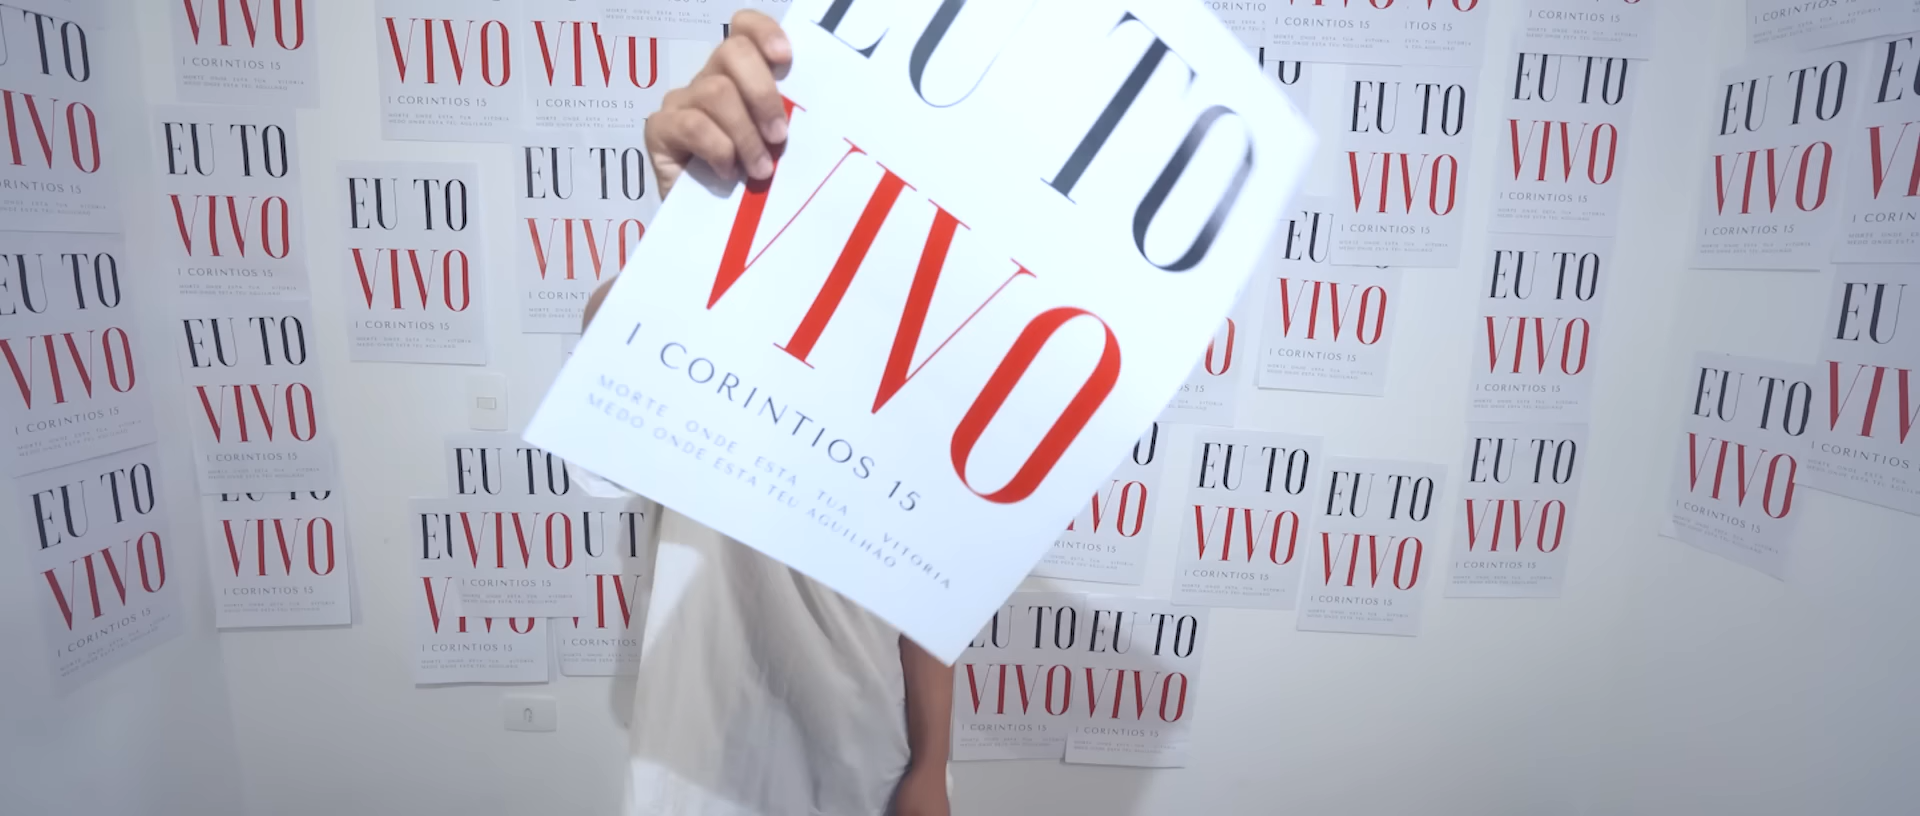 EU TO
VIVO
I CORINTIOS 15
MORTE ONDE ESTA TUA VITORIA
MEDO ONDE ESTA TEU AGUILHÃO